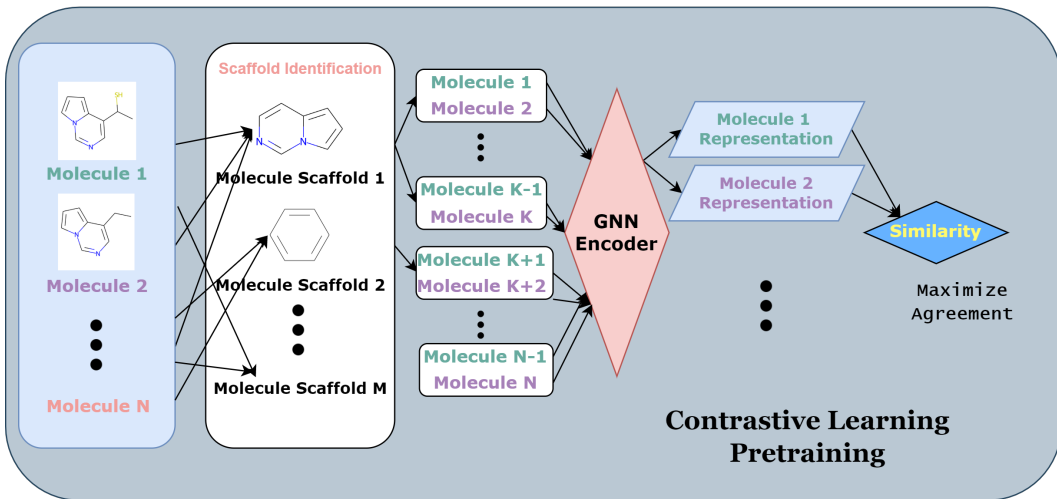 SH
N
N
Molecule 1
N
N
Molecule 2
Molecule N
Scaffold Identification
N
N
Molecule Scaffold 1
Molecule Scaffold 2
Molecule Scaffold M
Molecule 1
Molecule 2
Molecule K-1
Molecule K
Molecule K+1
Molecule K+2
Molecule N-1
Molecule N
GNN
Encoder
Molecule 1
Representation
Molecule 2
Representation
Similarity
Maximize
Agreement
Contrastive Learning
Pretraining